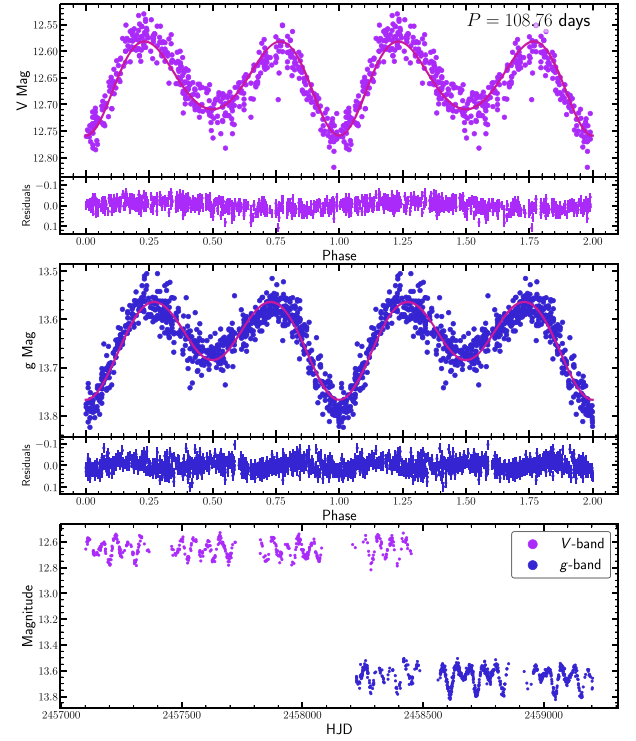 P = 108.76 days
12.55
12.60
12.65
12.70
12.75
12.80
V Mag
−0.1
0.0
0.1
Residuals
0.00 0.25 0.50 0.75 1.00 1.25 1.50 1.75 2.00
Phase
13.5
13.6
13.7
13.8
g Mag
−0.1
0.0
0.1
Residuals
0.00 0.25 0.50 0.75 1.00 1.25 1.50 1.75 2.00
Phase
12.6
12.8
13.0
13.2
13.4
13.6
13.8
Magnitude
V-band
g-band
2457000 2457500 2458000 2458500 2459000
HJD